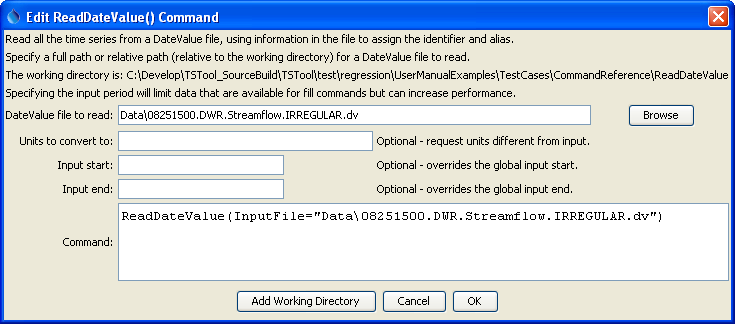 Edit ReadDateValue() Command
Read all the time series from a DateValue file, using information in the file to assign the identifier and alias.
Specify a full path or relative path (relative to the working directory) for a DateValue file to read.
The working directory is: C:\Develop\TSTool_SourceBuild\TSTool\test\regression\UserManualExamples\TestCases\CommandReference\ReadDateValue
Specifying the input period will limit data that are available for fill commands but can increase performance.
DateValue file to read: Data\08251500.DWR.Streamflow.IRREGULAR.dv Browse
Units to convert to: Optional - request units different from input.
Input start: Optional - overrides the global input start.
Input end: Optional - overrides the global input end.
ReadDateValue(InputFile="Data\08251500.DWR.Streamflow.IRREGULAR.dv")
Command:
Add Working Directory Cancel OK